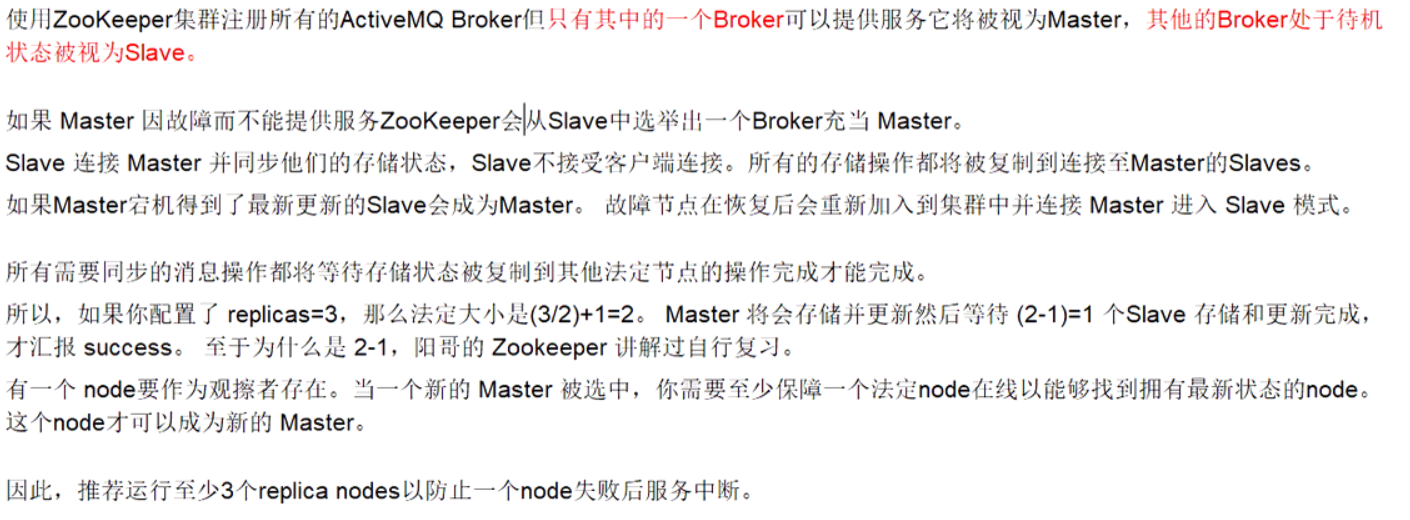 使用ZooKeeper集群注册所有的ActiveMQ Broker但只有其中的一个Broker可以提供服务它将被视为Master，其他的Broker处于待机
状态被视为Slave。
如果 Master 因故障而不能提供服务ZooKeeper会从Slave中选举出一个Broker充当 Master。
Slave 连接 Master 并同步他们的存储状态，Slave不接受客户端连接。所有的存储操作都将被复制到连接至Master的Slaves。
如果Master宕机得到了最新更新的Slave会成为Master。 故障节点在恢复后会重新加入到集群中并连接 Master 进入 Slave 模式。
所有需要同步的消息操作都将等待存储状态被复制到其他法定节点的操作完成才能完成。
所以，如果你配置了 replicas=3，那么法定大小是(3/2)+1=2。 Master 将会存储并更新然后等待 (2-1)=1 个Slave 存储和更新完成，
才汇报 success。 至于为什么是 2-1，阳哥的 Zookeeper 讲解过自行复习。
有一个 node要作为观擦者存在。当一个新的 Master 被选中，你需要至少保障一个法定node在线以能够找到拥有最新状态的node。
这个node才可以成为新的 Master。
因此，推荐运行至少3个replica nodes以防止一个node失败后服务中断。